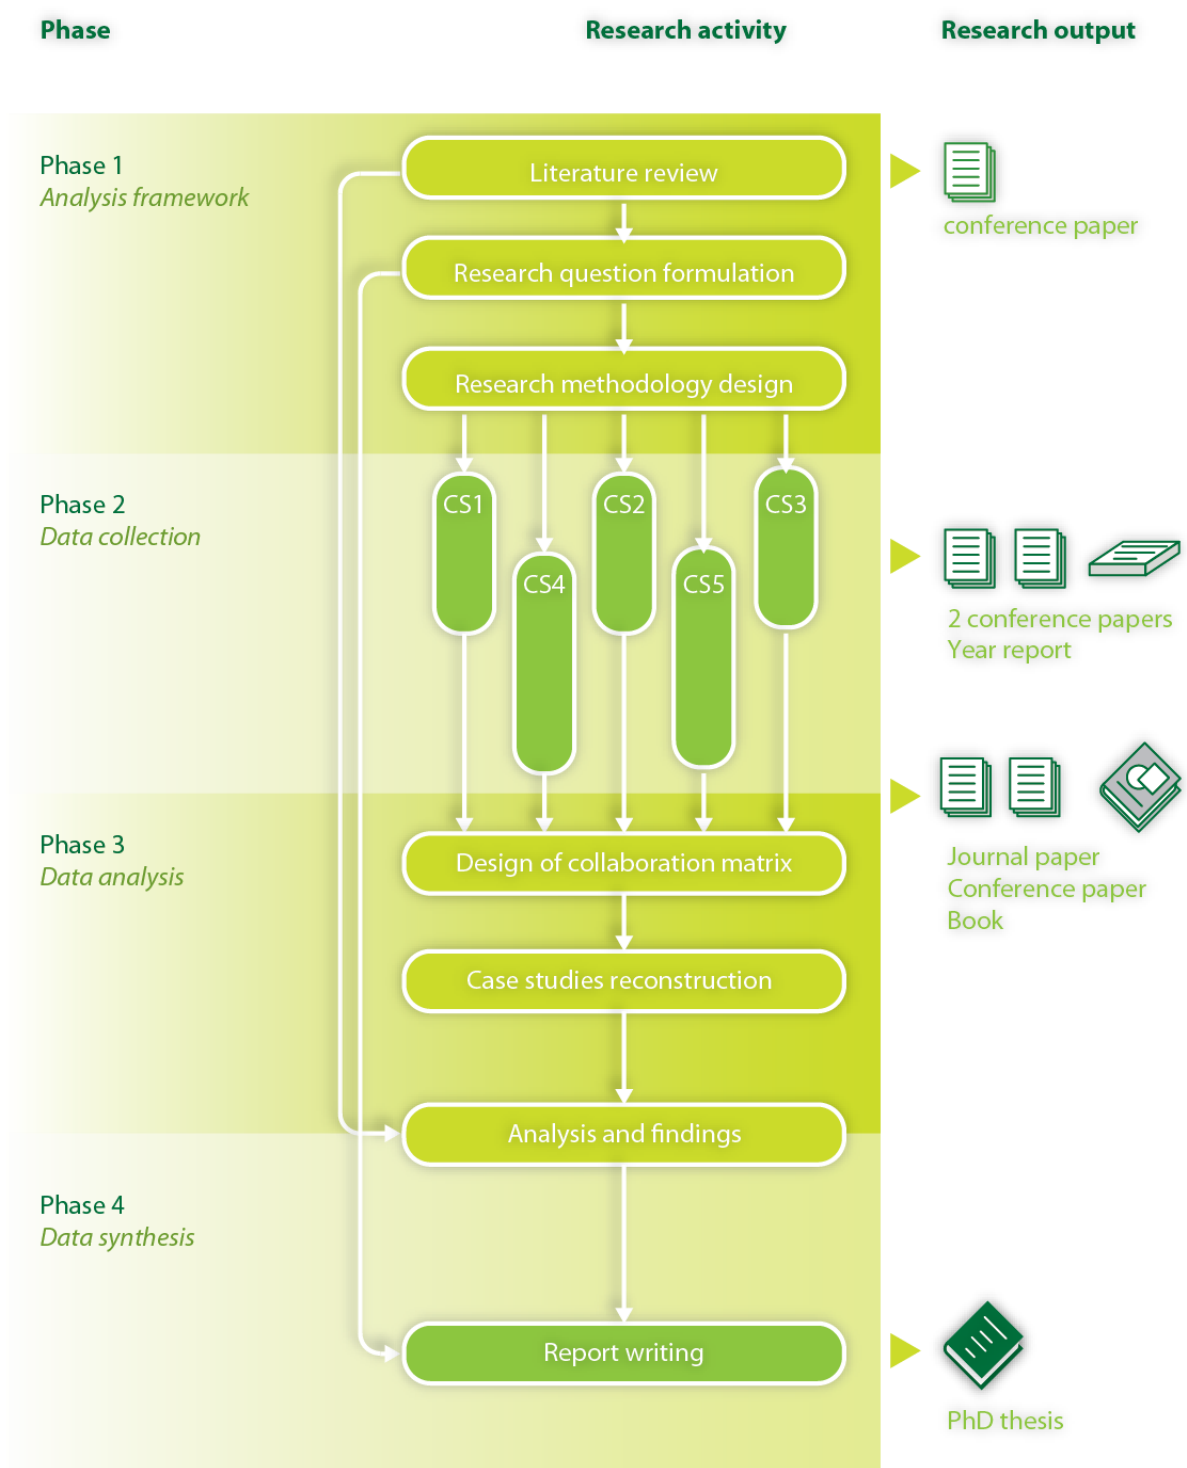 Phase
Research activity
Research output
Phase 1
Analysis framework
Literature review
conference paper
Research question formulation
Research methodology design
Phase 2
Data collection
CS1
CS2
CS3
CS4
CS5
2 conference papers
Year report
Phase 3
Data analysis
Design of collaboration matrix
Journal paper
Conference paper
Book
Case studies reconstruction
Analysis and findings
Phase 4
Data synthesis
Report writing
PhD thesis